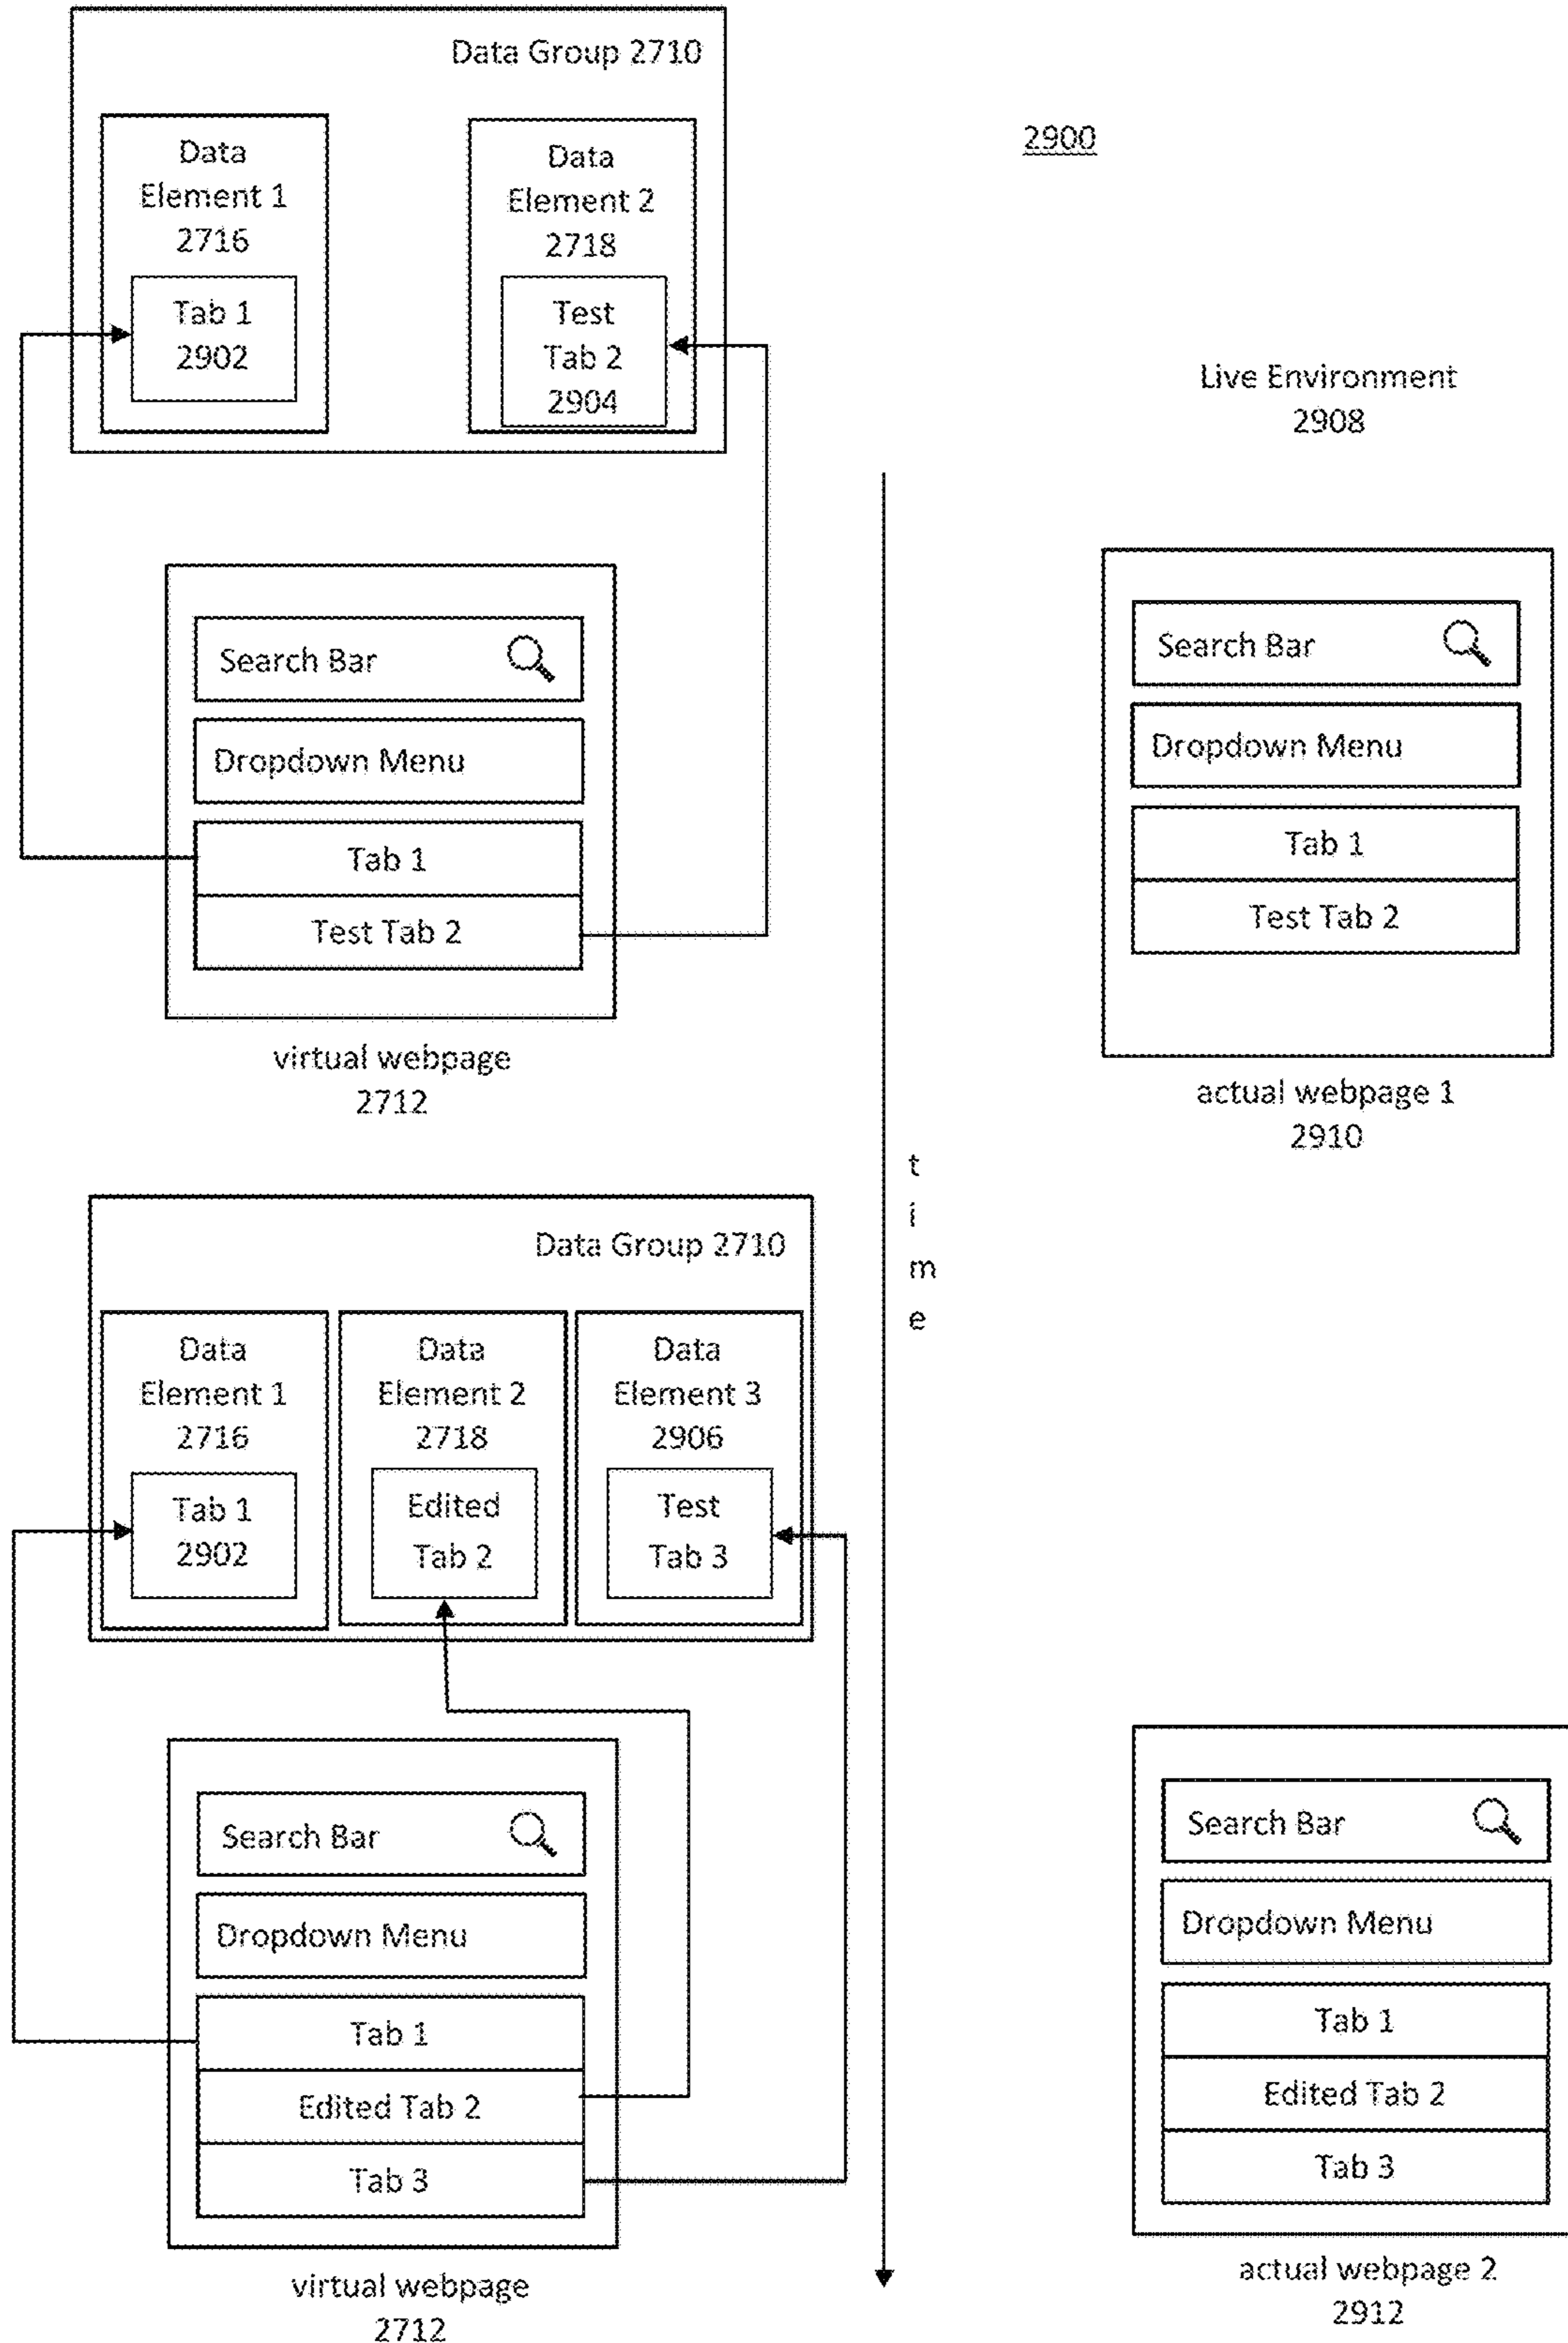 Data Group 2710
Data
Element 1
2716
Tab 1
2902
Data
Element 2
2718
Test
Tab 2
2904
2900
Live Environment
2908
Search Bar
Dropdown Menu
Tab 1
Test Tab 2
virtual webpage
2712
Search Bar
Dropdown Menu
Tab 1
Test Tab 2
actual webpage 1
2910
t
i
m
e
Data Group 2710
Data
Element 1
2716
Tab 1
2902
Data
Element 2
2718
Edited
Tab 2
Data
Element 3
2906
Test
Tab 3
Search Bar
Dropdown Menu
Tab 1
Edited Tab 2
Tab 3
virtual webpage
2712
Search Bar
Dropdown Menu
Tab 1
Edited Tab 2
Tab 3
actual webpage 2
2912